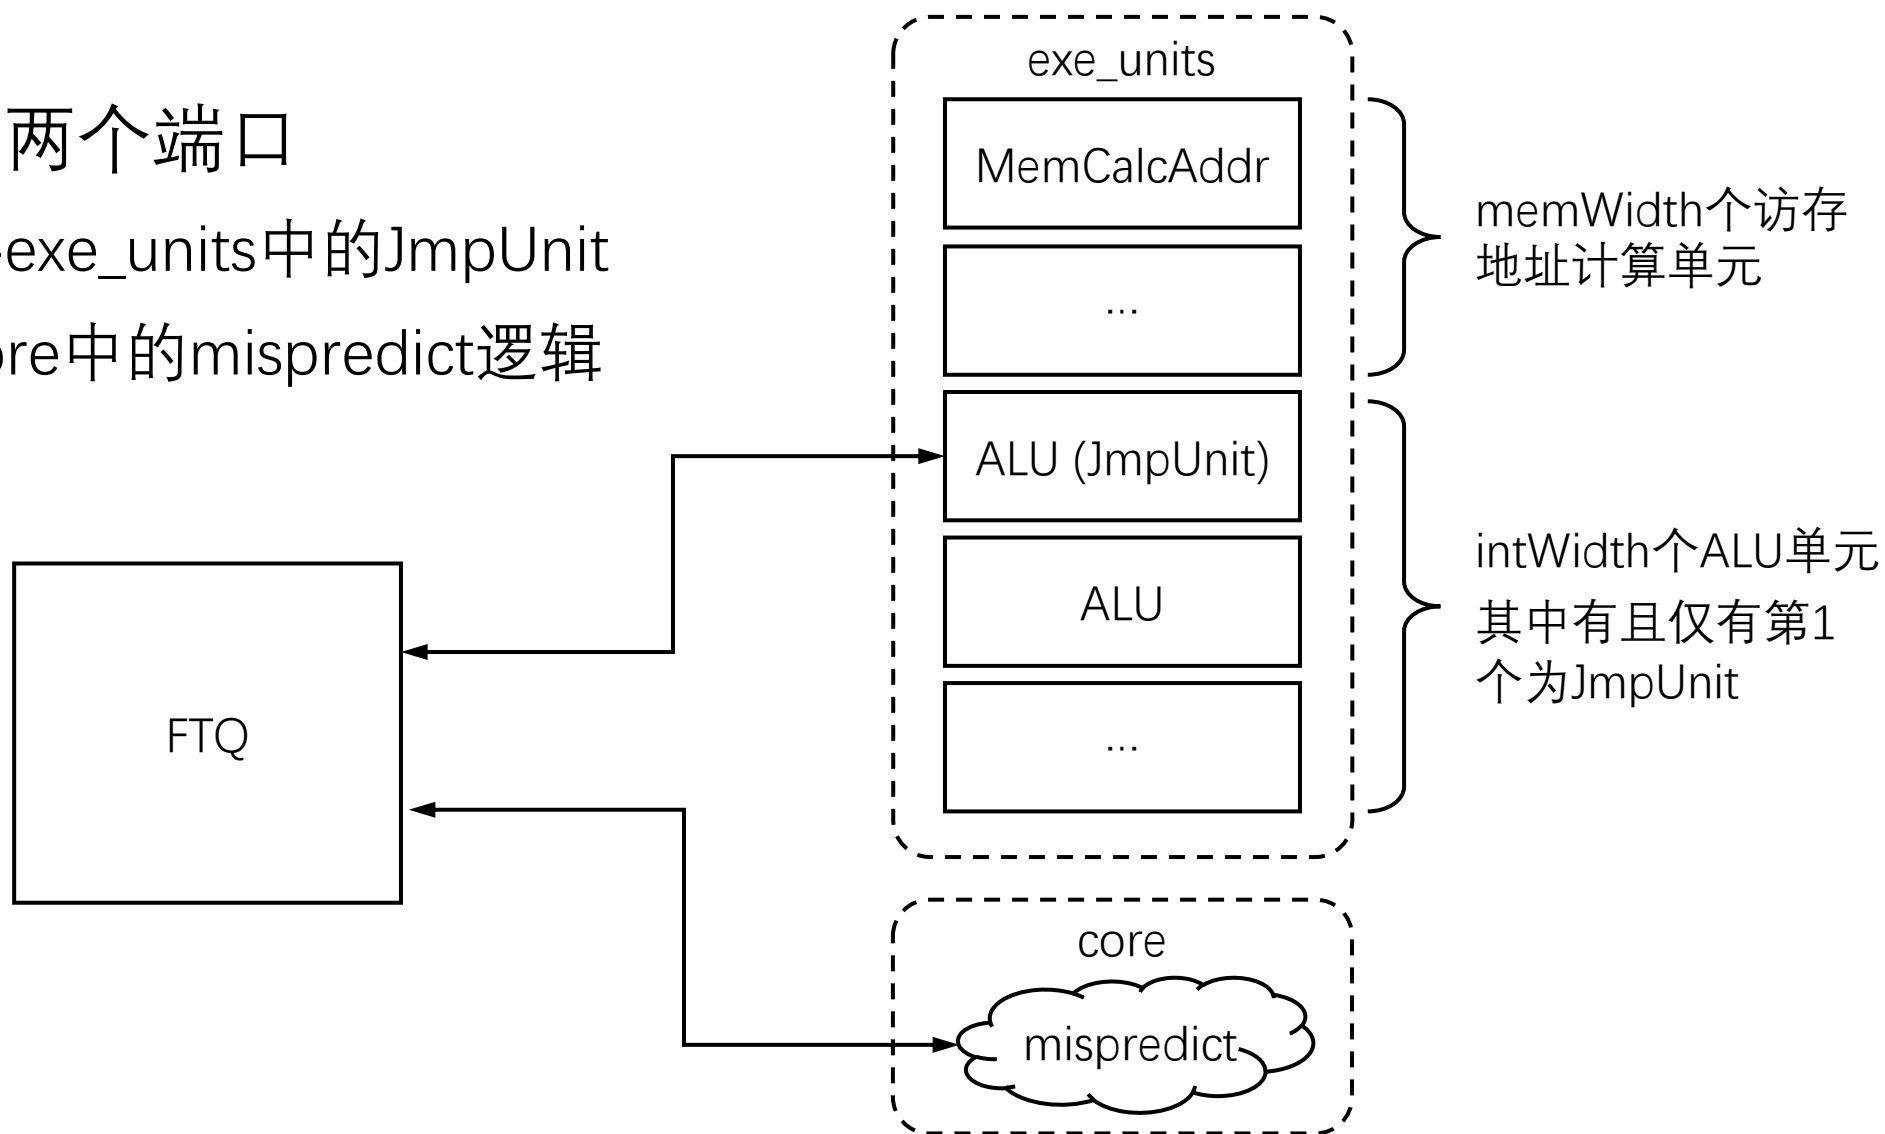 两个端口
exe_units中的JmpUnit
re中的mispredict逻辑
exe_units
MemCalcAddr
...
ALU (JmpUnit)
ALU
...
memWidth个访存
地址计算单元
intWidth个ALU单元
其中有且仅有第1
个为JmpUnit
FTQ
core
mispredict